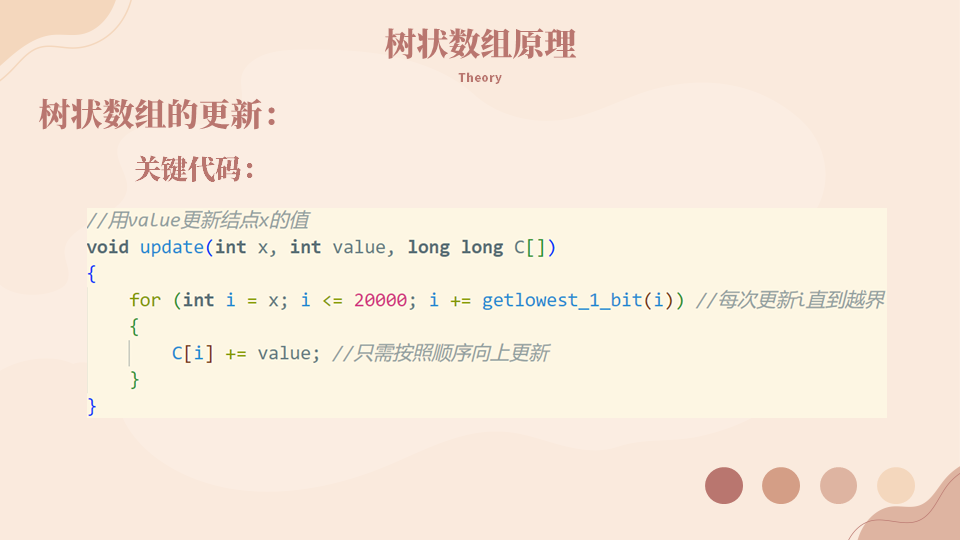 树状数组原理
Theory
树状数组的更新：
关键代码：
//用value更新结点x的值
void update(int x, int value, long long C[])
{
    for (int i = x; i <= 20000; i += getlowest_1_bit(i)) //每次更新i直到越界
    {
        C[i] += value; //只需按照顺序向上更新
    }
}